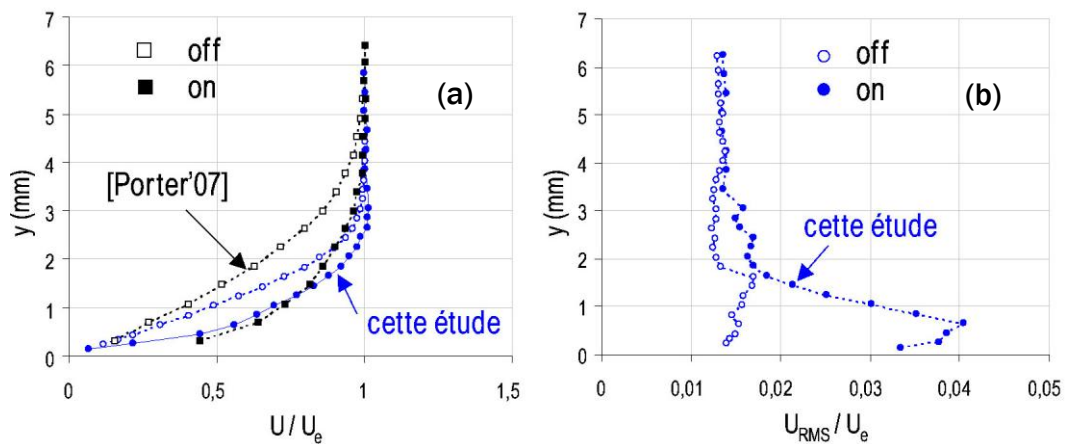 7
6
5
4
3
2
1
0
y (mm)
0
0,5
1
1,5
U / Ue
off
on
(a)
[Porter'07]
cette étude
7
6
5
4
3
2
1
0
y (mm)
0
0,01
0,02
0,03
0,04
0,05
URMS / Ue
off
on
(b)
cette étude